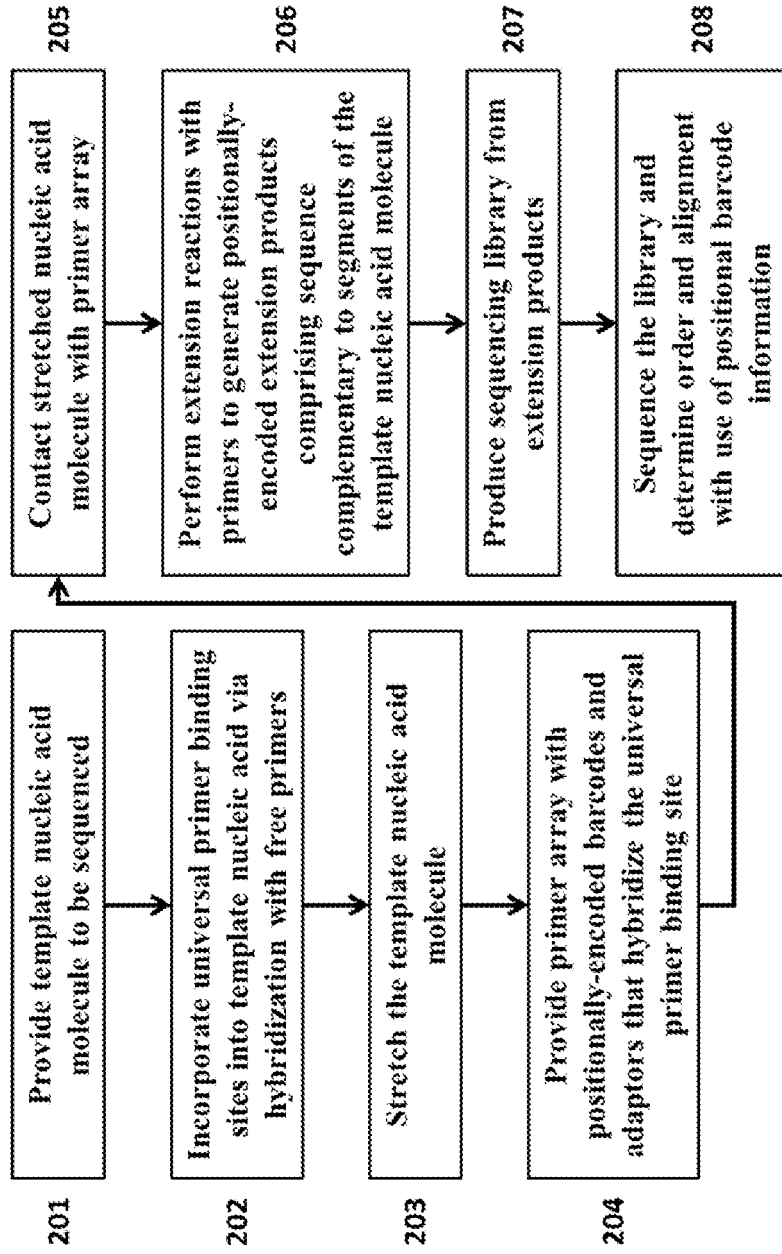 201
Provide template nucleic acid
molecule to be sequenced
202
Incorporate universal primer binding
sites into template nucleic acid via
hybridization with free primers
203
Stretch the template nucleic acid
molecule
204
Provide primer array with
positionally-encoded barcodes and
adaptors that hybridize the universal
primer binding site
Contact stretched nucleic acid
molecule with primer array
205
Perform extension reactions with
primers to generate positionally-
encoded extension products
comprising sequence
complementary to segments of the
template nucleic acid molecule
206
Produce sequencing library from
extension products
207
Sequence the library and
determine order and alignment
with use of positional barcode
information
208